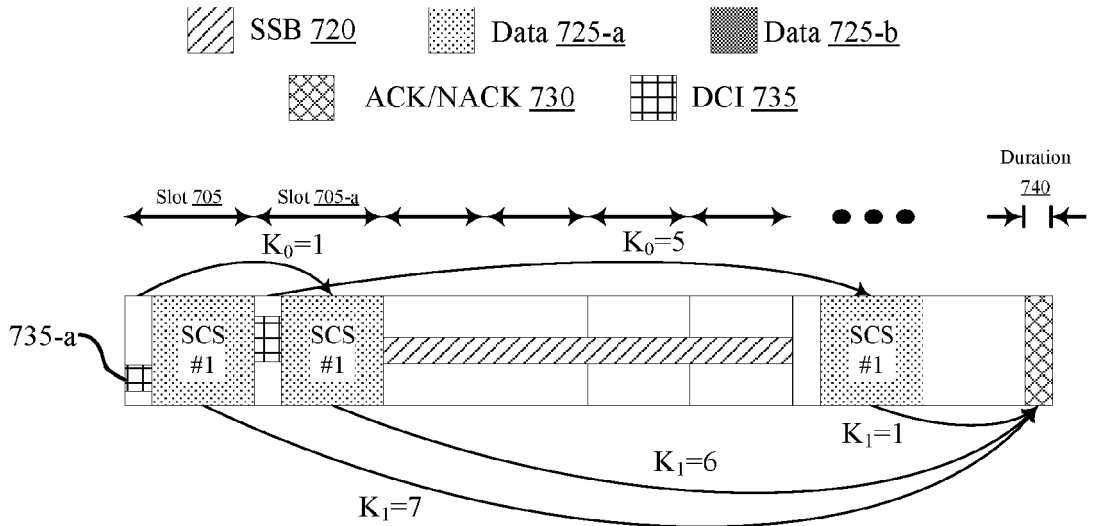 SSB 720
Data 725-a
Data 725-b
ACK/NACK 730
DCI 735
Duration
740
Slot 705
Slot 705-a
K₀=1
K₀=5
735-a
SCS
#1
SCS
#1
SCS
#1
K₁=1
K₁=6
K₁=7